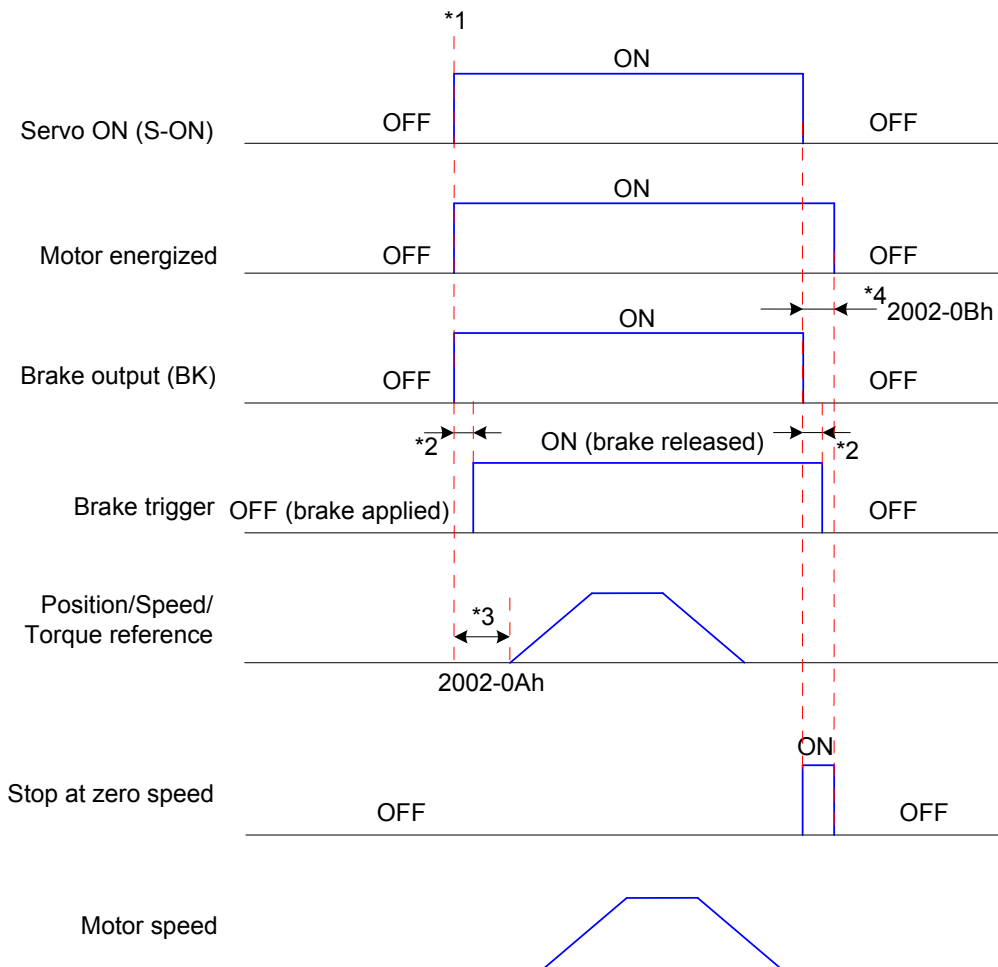 *1
ON
Servo ON (S-ON)
OFF
OFF
ON
Motor energized
OFF
OFF
*4
2002-0Bh
ON
Brake output (BK)
OFF
OFF
*2
ON (brake released)
*2
Brake trigger
OFF (brake applied)
OFF
Position/Speed/
Torque reference
*3
2002-0Ah
ON
Stop at zero speed
OFF
OFF
Motor speed